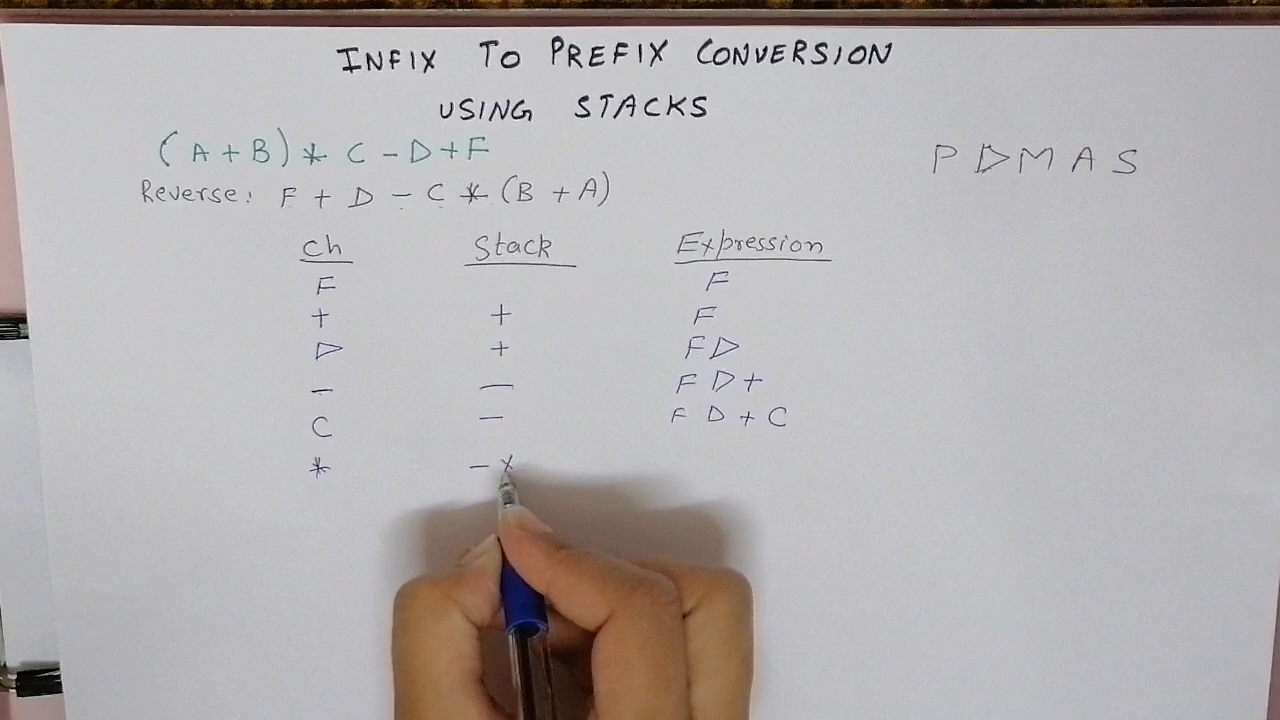 INFIX TO PREFIX CONVERSION
USING STACKS
(A+B) * C - D + F
PDMAS
Reverse: F + D - C * (B + A)
Ch Stack Expression
F F
+ + F
D + FD
- - FD+
C - FD+C
* - *